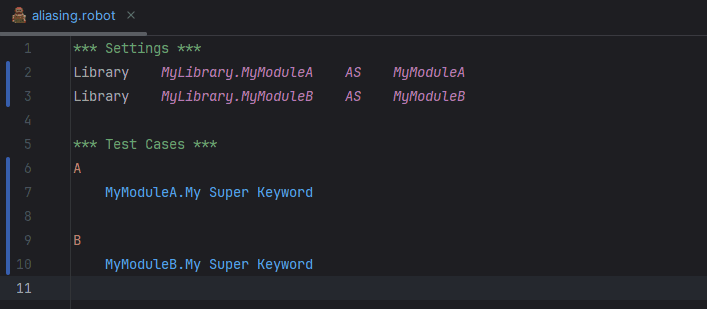 aliasing.robot ×
1 *** Settings ***
2 Library    MyLibrary.MyModuleA    AS    MyModuleA
3 Library    MyLibrary.MyModuleB    AS    MyModuleB
4
5 *** Test Cases ***
6 A
7     MyModuleA.My Super Keyword
8
9 B
10     MyModuleB.My Super Keyword
11